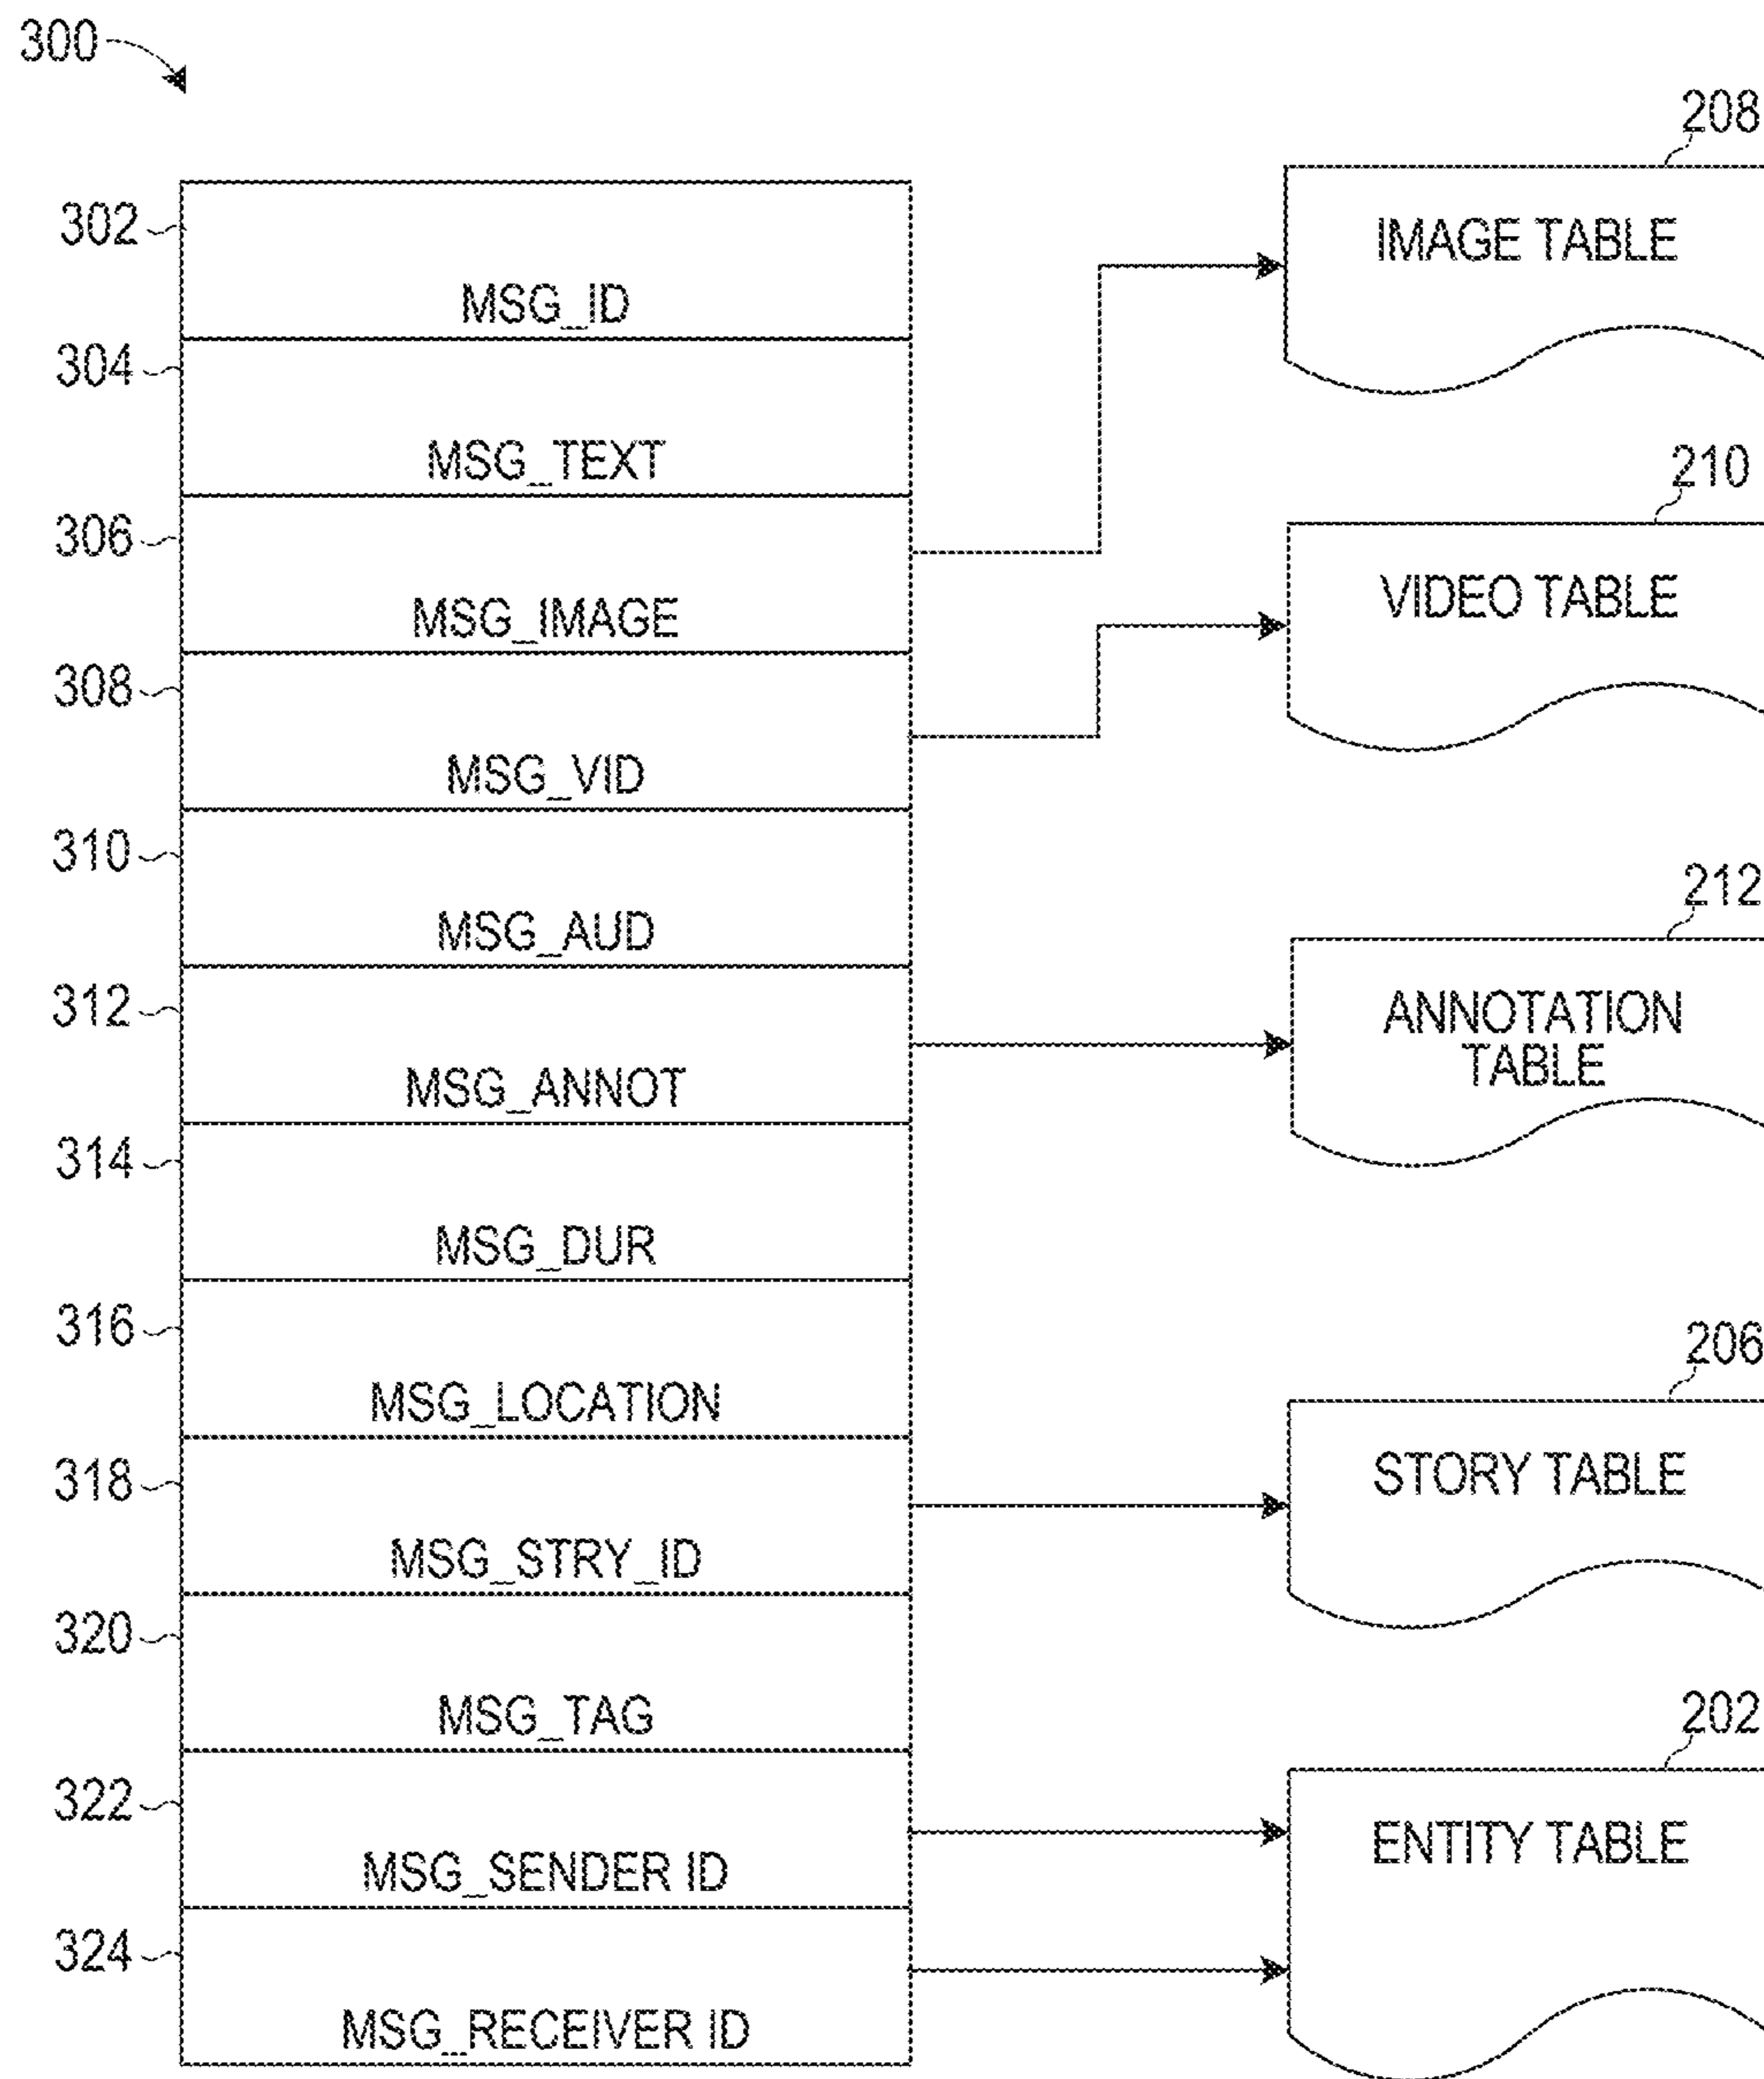 300
208
302
IMAGE TABLE
MSG_ID
304
MSG_TEXT
210
306
VIDEO TABLE
MSG_IMAGE
308
MSG_VID
310
212
MSG_AUD
312
ANNOTATION
TABLE
MSG_ANNOT
314
MSG_DUR
316
206
MSG_LOCATION
318
STORY TABLE
MSG_STRY_ID
320
MSG_TAG
202
322
ENTITY TABLE
MSG_SENDER ID
324
MSG_RECEIVER ID